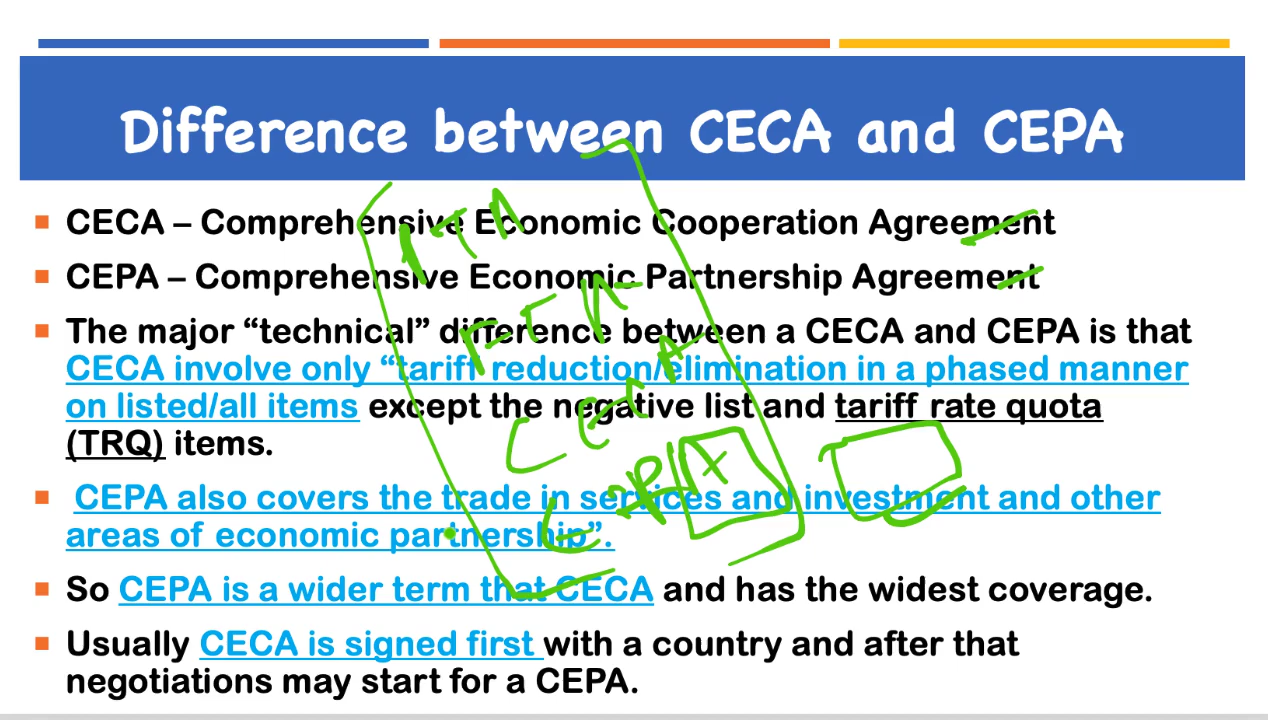 Difference between CECA and CEPA
CECA – Comprehensive Economic Cooperation Agreement
CEPA – Comprehensive Economic Partnership Agreement
The major “technical” difference between a CECA and CEPA is that
CECA involve only “tariff reduction/elimination in a phased manner
on listed/all items except the negative list and tariff rate quota
(TRQ) items.
CEPA also covers the trade in services and investment and other
areas of economic partnership”.
So CEPA is a wider term that CECA and has the widest coverage.
Usually CECA is signed first with a country and after that
negotiations may start for a CEPA.
PTA
FTA
CECA
CEPA